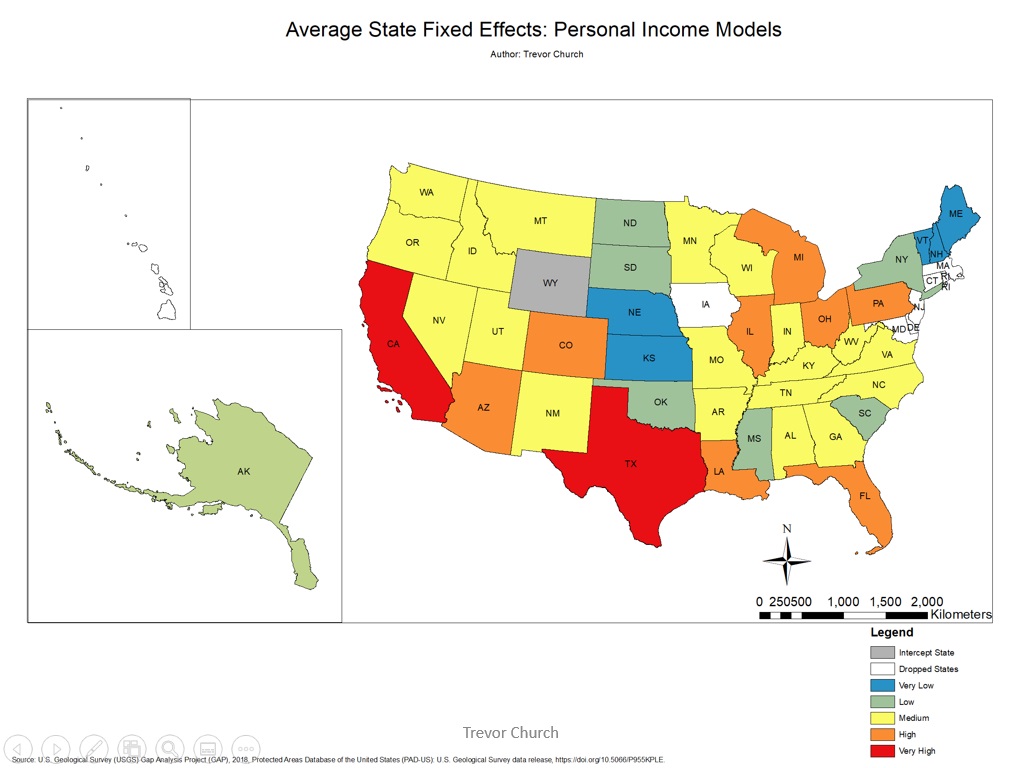 Average State Fixed Effects: Personal Income Models
Author: Trevor Church
WA
MT
ND
ME
OR
ID
MN
VT
NH
SD
WI
MI
NY
MA
WY
CT
RI
RI
NV
NE
IA
PA
NJ
CA
UT
CO
KS
IL
IN
OH
MD
DE
MO
WV
VA
KY
AZ
NM
OK
AR
TN
NC
SC
MS
AL
GA
TX
LA
FL
AK
N
0 250500 1,000 1,500 2,000
Kilometers
Legend
Intercept State
Dropped States
Very Low
Low
Medium
High
Very High
Trevor Church
Source: U.S. Geological Survey (USGS) Gap Analysis Project (GAP), 2018, Protected Areas Database of the United States (PAD-US): U.S. Geological Survey data release, https://doi.org/10.5066/P955KPLE.